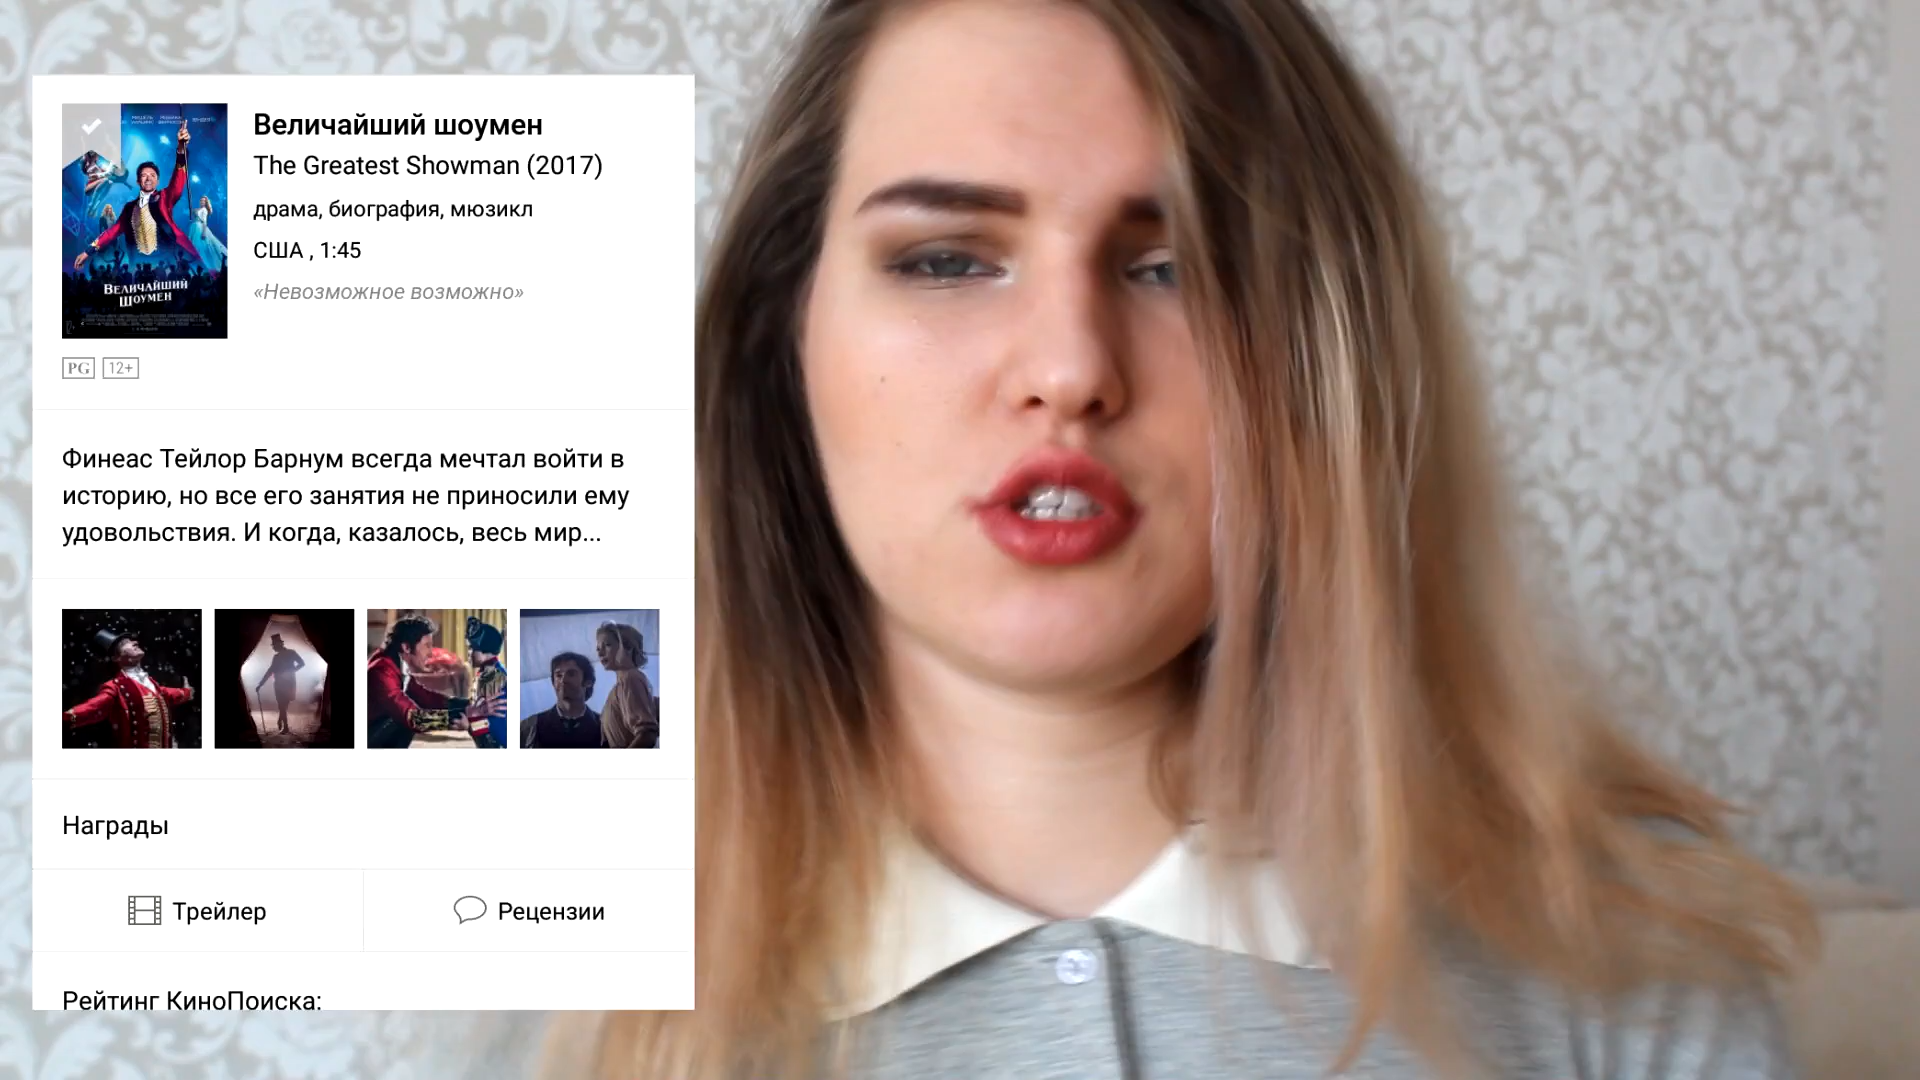 Величайший шоумен
The Greatest Showman (2017)
драма, биография, мюзикл
США , 1:45
«Невозможное возможно»
ВЕЛИЧАЙШИЙ
ШОУМЕН
PG 12+
Финеас Тейлор Барнум всегда мечтал войти в
историю, но все его занятия не приносили ему
удовольствия. И когда, казалось, весь мир...
Награды
Трейлер
Рецензии
Рейтинг КиноПоиска: